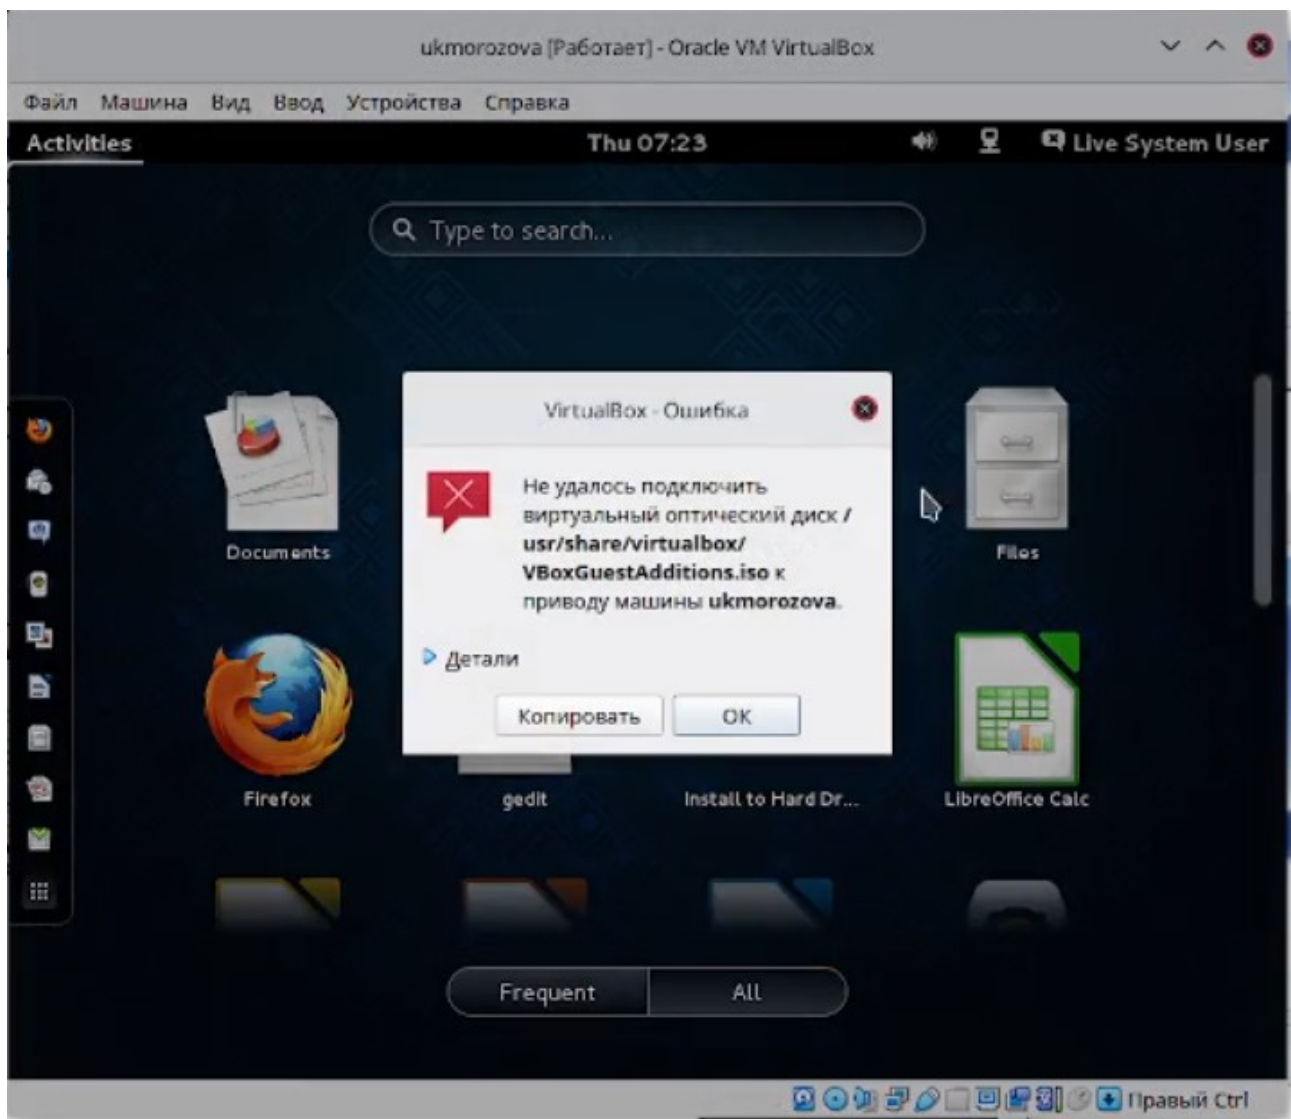 ukmorozova [Работает] - Oracle VM VirtualBox
Файл Машина Вид Ввод Устройства Справка
Activities Thu 07:23 Live System User
Type to search...
VirtualBox - Ошибка
Не удалось подключить
виртуальный оптический диск /
usr/share/virtualbox/
VBoxGuestAdditions.iso к
приводу машины ukmorozova.
Детали
Копировать OK
Documents Files
Firefox gedit Install to Hard Dr... LibreOffice Calc
Frequent All
Правый Ctrl